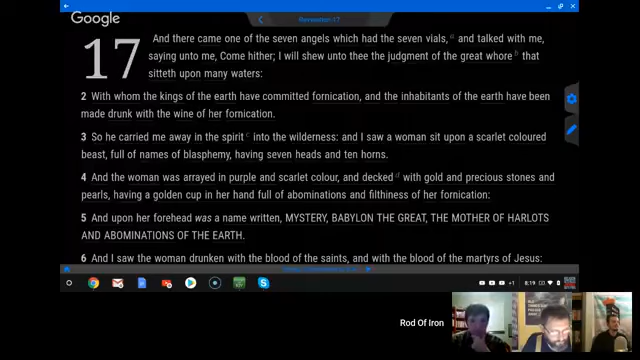 Google
Revelation:17
17 And there came one of the seven angels which had the seven vials, a and talked with me,
saying unto me, Come hither; I will shew unto thee the judgment of the great whore b that
sitteth upon many waters:
2 With whom the kings of the earth have committed fornication, and the inhabitants of the earth have been
made drunk with the wine of her fornication.
3 So he carried me away in the spirit c into the wilderness: and I saw a woman sit upon a scarlet coloured
beast, full of names of blasphemy, having seven heads and ten horns.
4 And the woman was arrayed in purple and scarlet colour, and decked d with gold and precious stones and
pearls, having a golden cup in her hand full of abominations and filthiness of her fornication:
5 And upon her forehead was a name written, MYSTERY, BABYLON THE GREAT, THE MOTHER OF HARLOTS
AND ABOMINATIONS OF THE EARTH.
6 And I saw the woman drunken with the blood of the saints, and with the blood of the martyrs of Jesus:
+1 8:19
Rod Of Iron